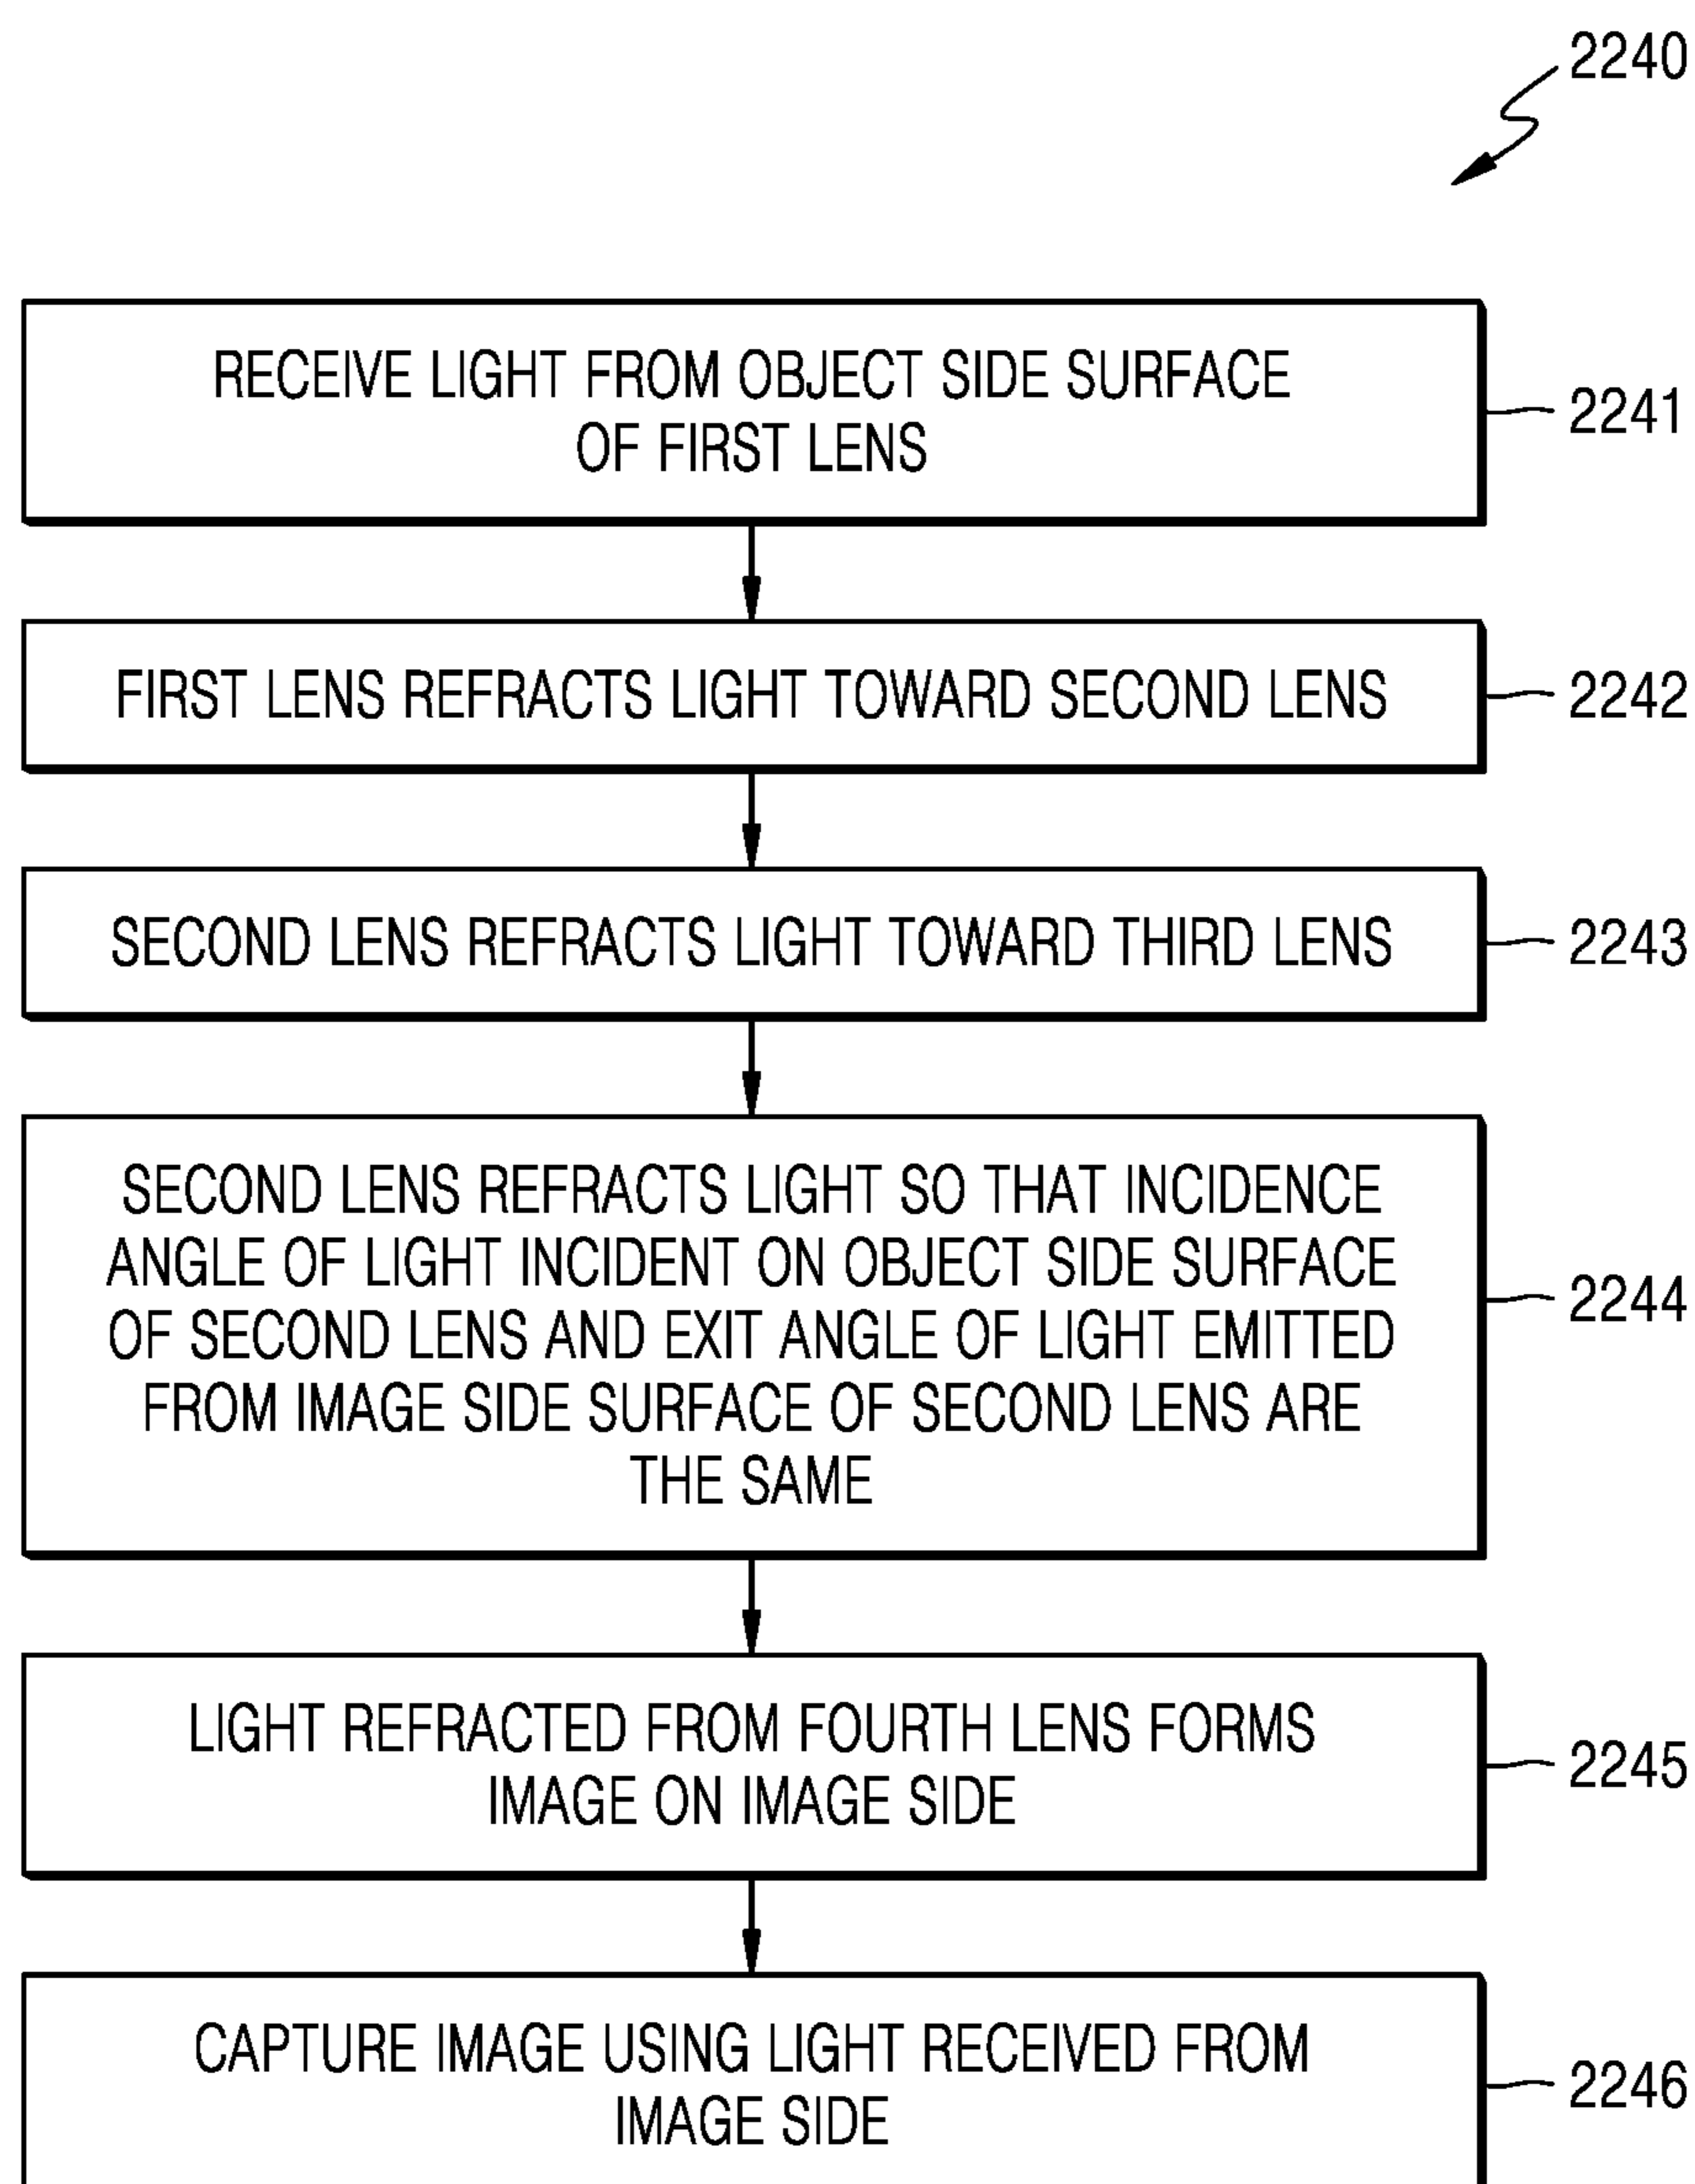 2240
RECEIVE LIGHT FROM OBJECT SIDE SURFACE
OF FIRST LENS
2241
FIRST LENS REFRACTS LIGHT TOWARD SECOND LENS
2242
SECOND LENS REFRACTS LIGHT TOWARD THIRD LENS
2243
SECOND LENS REFRACTS LIGHT SO THAT INCIDENCE
ANGLE OF LIGHT INCIDENT ON OBJECT SIDE SURFACE
OF SECOND LENS AND EXIT ANGLE OF LIGHT EMITTED
FROM IMAGE SIDE SURFACE OF SECOND LENS ARE
THE SAME
2244
LIGHT REFRACTED FROM FOURTH LENS FORMS
IMAGE ON IMAGE SIDE
2245
CAPTURE IMAGE USING LIGHT RECEIVED FROM
IMAGE SIDE
2246